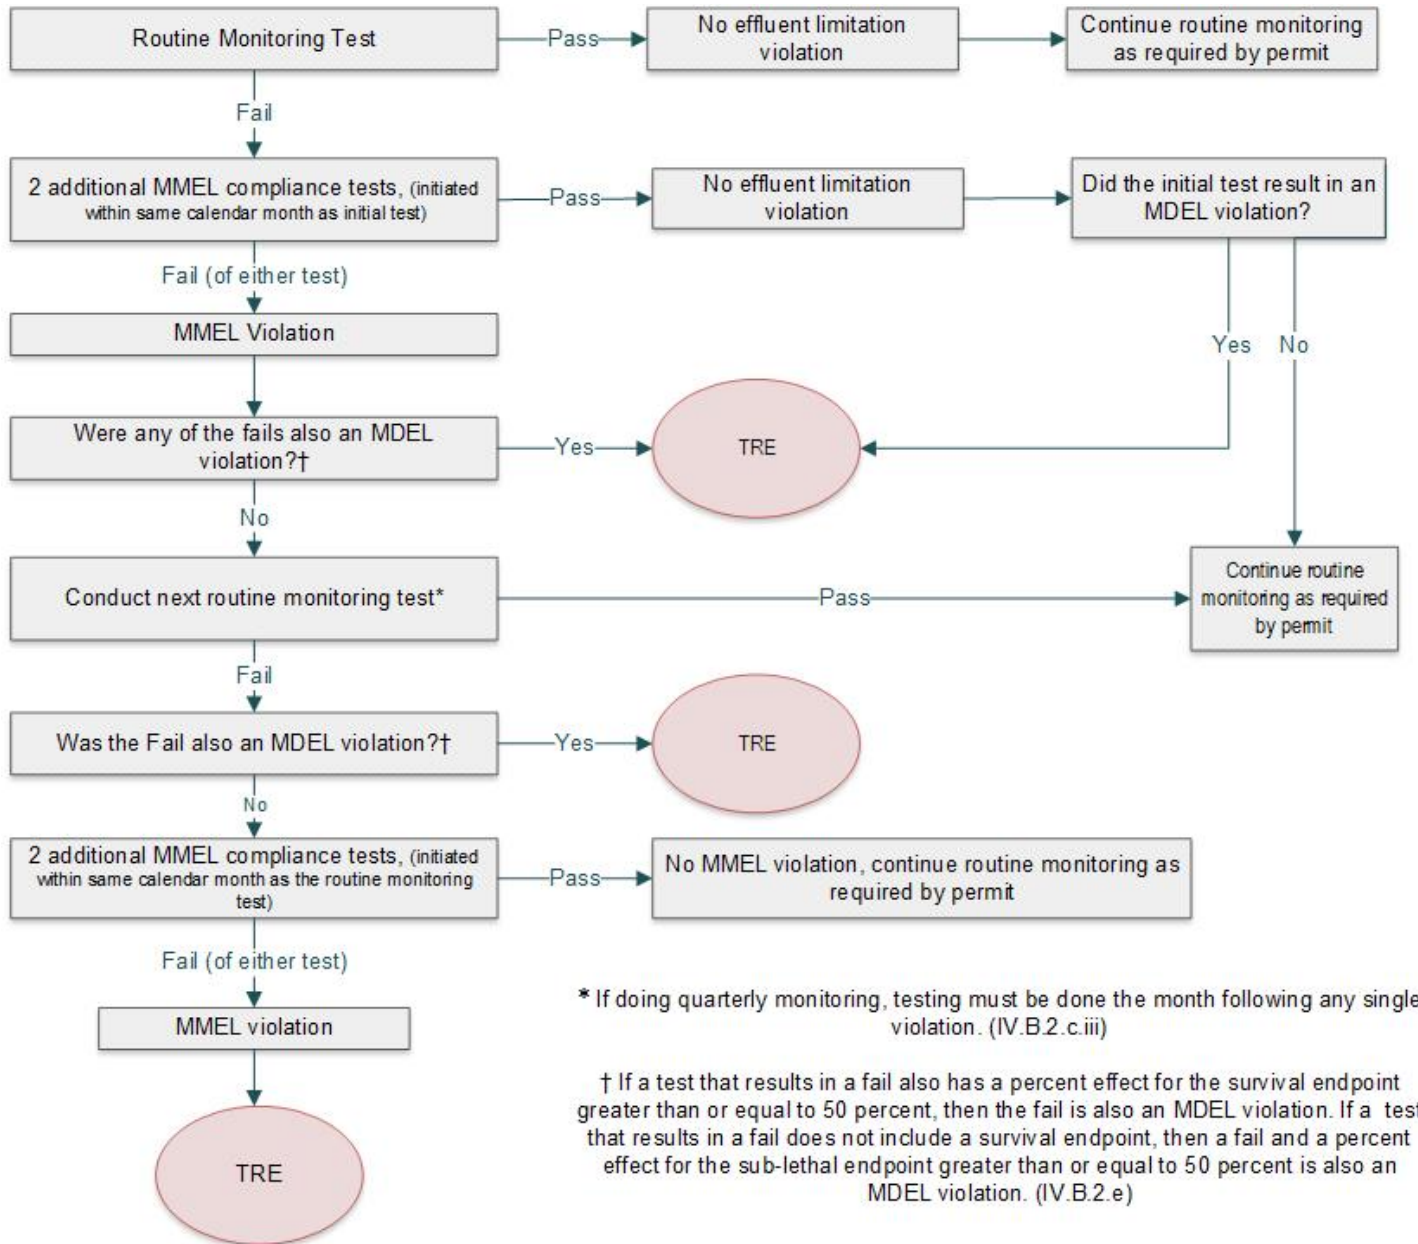 Routine Monitoring Test
Pass
No effluent limitation
violation
Continue routine monitoring
as required by permit
Fail
2 additional MMEL compliance tests, (initiated
within same calendar month as initial test)
Pass
No effluent limitation
violation
Did the initial test result in an
MDEL violation?
Fail (of either test)
MMEL Violation
Yes
No
Were any of the fails also an MDEL
violation?†
Yes
TRE
No
Conduct next routine monitoring test*
Pass
Continue routine
monitoring as required
by permit
Fail
Was the Fail also an MDEL violation?†
Yes
TRE
No
2 additional MMEL compliance tests, (initiated
within same calendar month as the routine monitoring
test)
Pass
No MMEL violation, continue routine monitoring as
required by permit
Fail (of either test)
MMEL violation
TRE
* If doing quarterly monitoring, testing must be done the month following any single
violation. (IV.B.2.c.iii)
† If a test that results in a fail also has a percent effect for the survival endpoint
greater than or equal to 50 percent, then the fail is also an MDEL violation. If a test
that results in a fail does not include a survival endpoint, then a fail and a percent
effect for the sub-lethal endpoint greater than or equal to 50 percent is also an
MDEL violation. (IV.B.2.e)